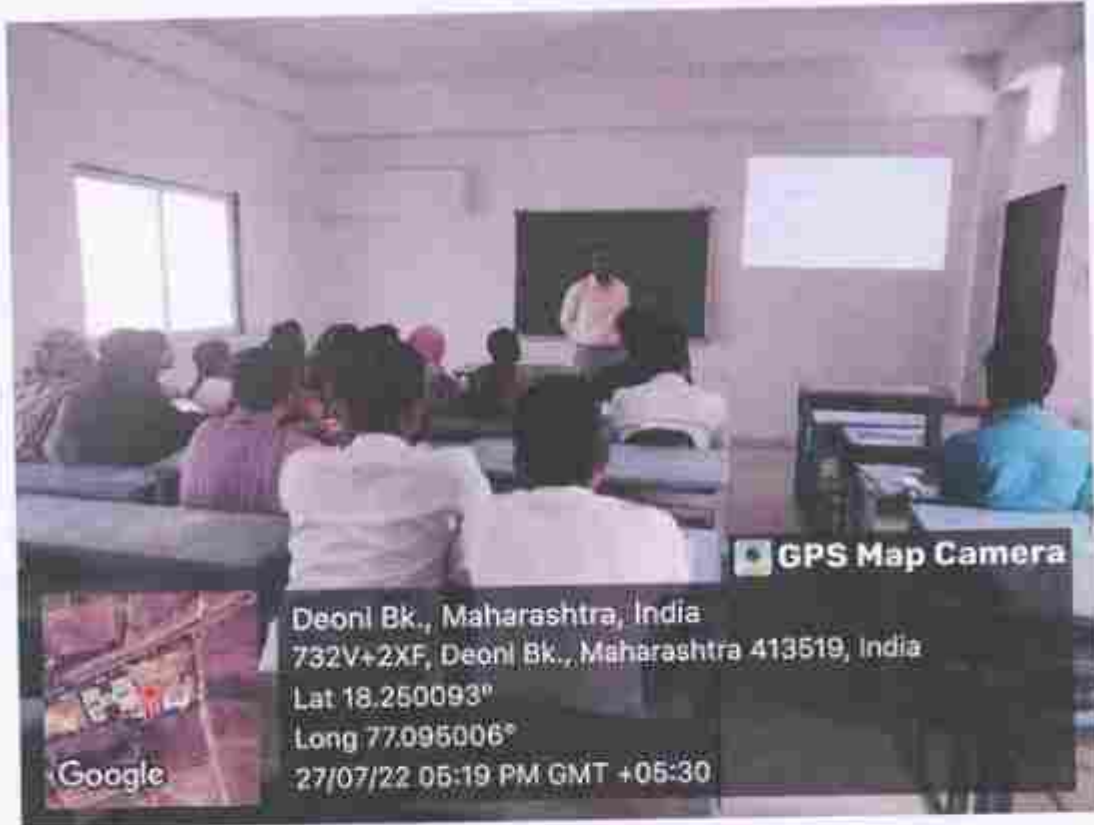 GPS Map Camera
Deoni Bk., Maharashtra, India
732V+2XF, Deoni Bk., Maharashtra 413519, India
Lat 18.250093°
Long 77.095006°
27/07/22 05:19 PM GMT +05:30
Google